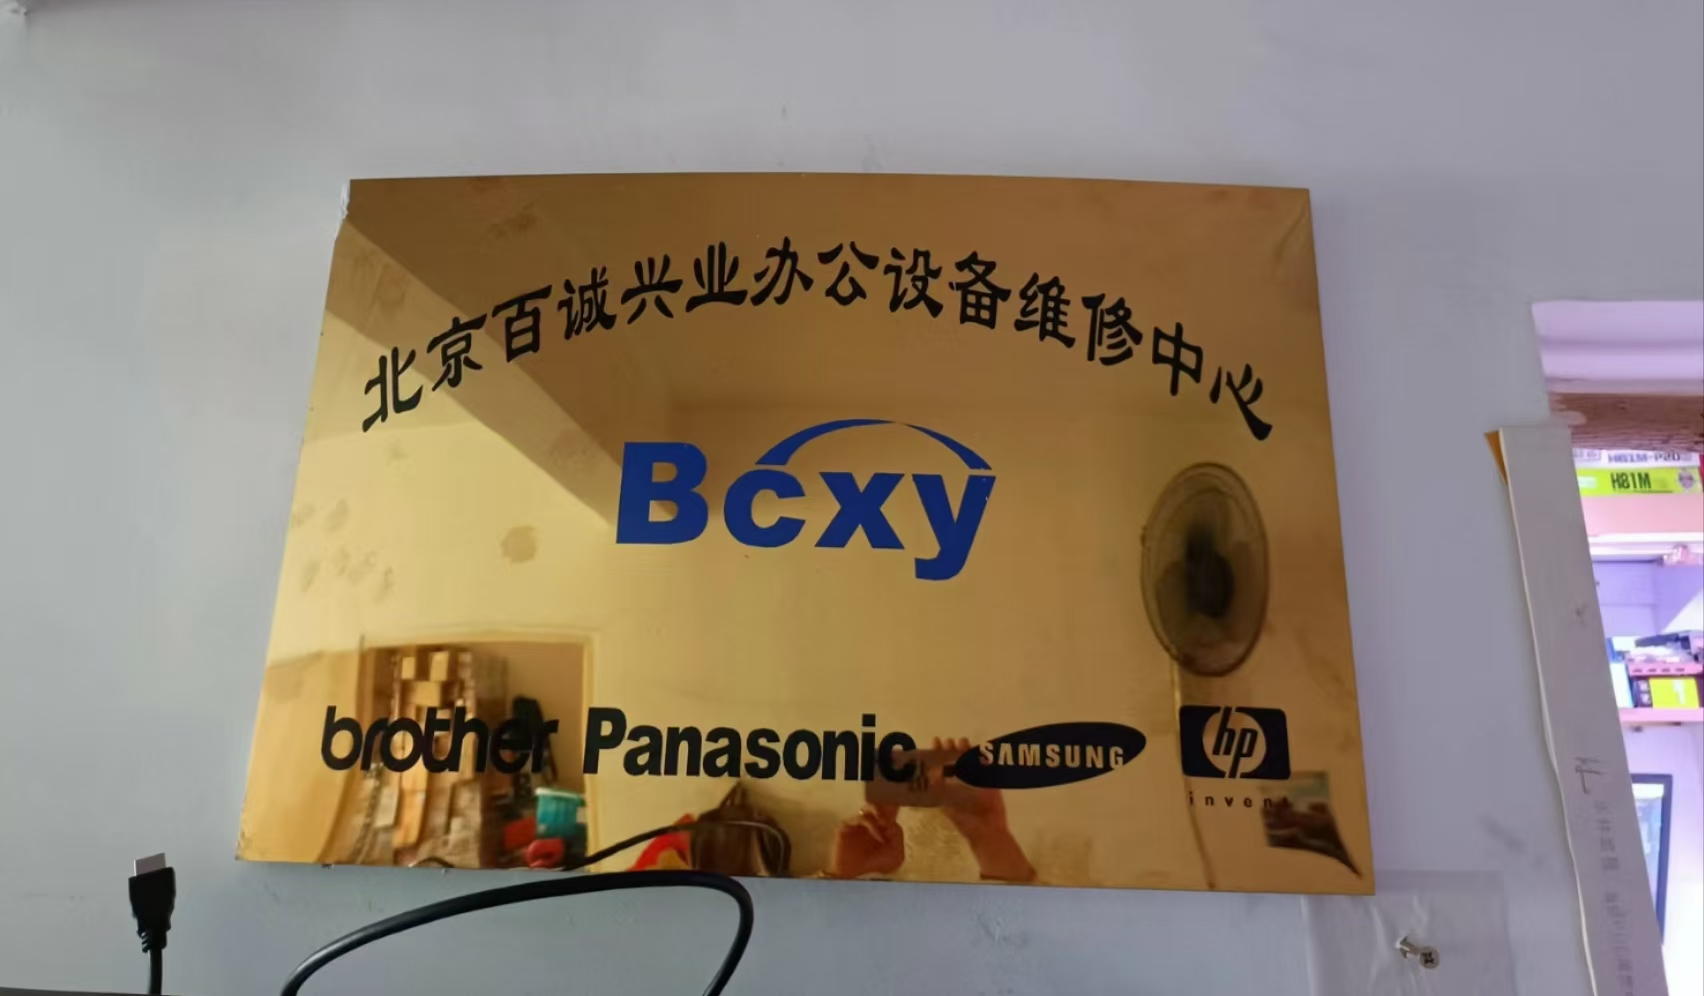 北京百诚兴业办公设备维修中心
Bcxy
brother Panasonic SAMSUNG hp
invent
H81M